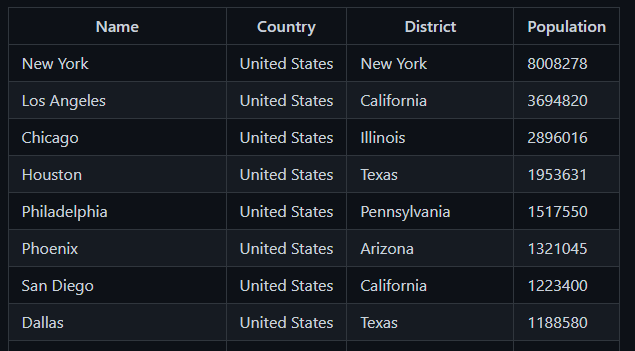 Name Country District Population
New York United States New York 8008278
Los Angeles United States California 3694820
Chicago United States Illinois 2896016
Houston United States Texas 1953631
Philadelphia United States Pennsylvania 1517550
Phoenix United States Arizona 1321045
San Diego United States California 1223400
Dallas United States Texas 1188580